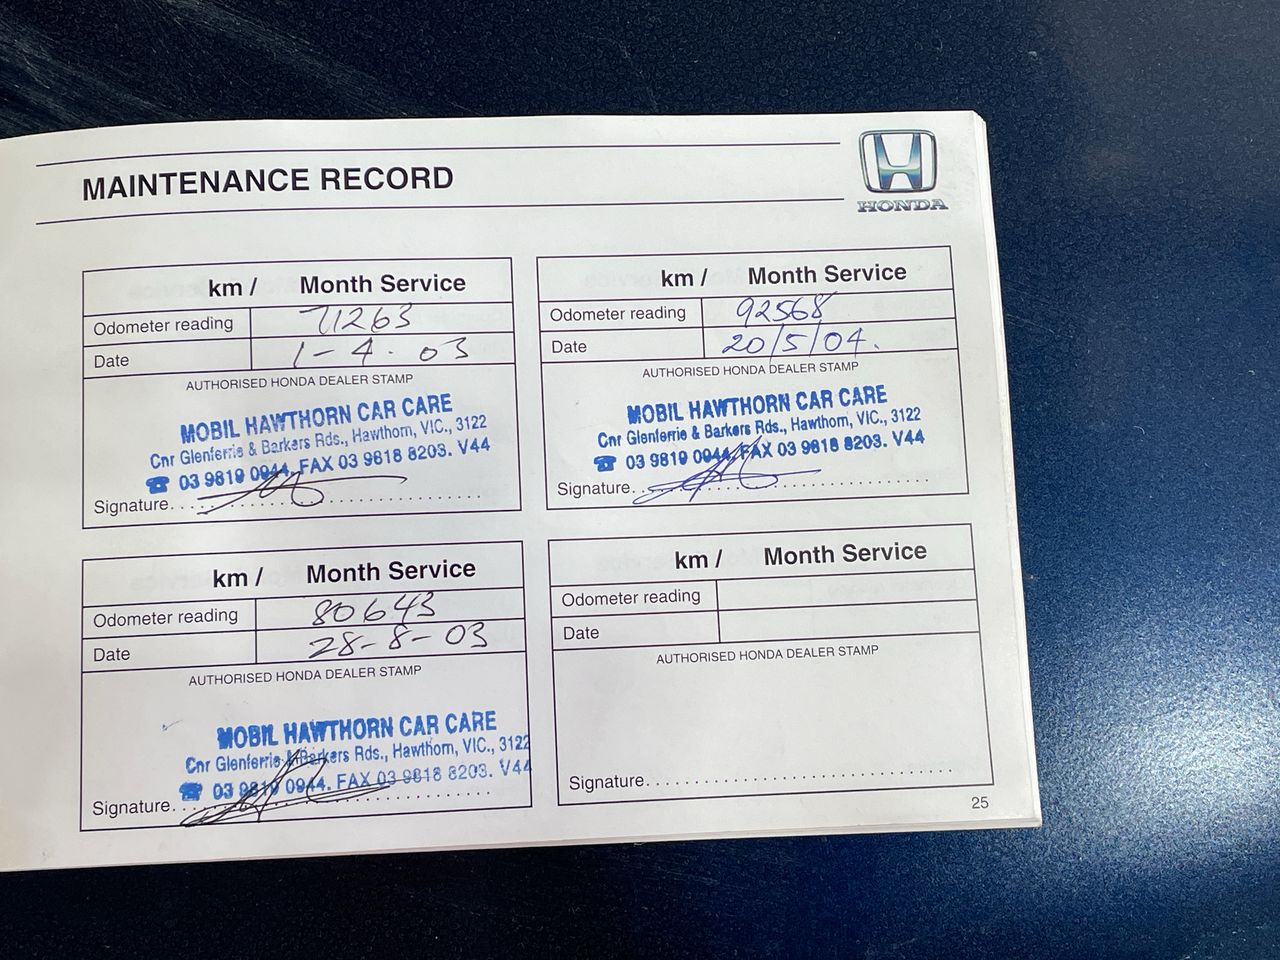 MAINTENANCE RECORD
HONDA
km / Month Service
Odometer reading 71263
Date 1-4-03
AUTHORISED HONDA DEALER STAMP
MOBIL HAWTHORN CAR CARE
Cnr Glenferrie & Barkers Rds., Hawthorn, VIC., 3122
☎ 03 9819 0944. FAX 03 9818 8203. V44
Signature
km / Month Service
Odometer reading 80643
Date 28-8-03
AUTHORISED HONDA DEALER STAMP
MOBIL HAWTHORN CAR CARE
Cnr Glenferrie & Barkers Rds., Hawthorn, VIC., 3122
☎ 03 9819 0944. FAX 03 9818 8203. V44
Signature
km / Month Service
Odometer reading 92568
Date 20/5/04.
AUTHORISED HONDA DEALER STAMP
MOBIL HAWTHORN CAR CARE
Cnr Glenferrie & Barkers Rds., Hawthorn, VIC., 3122
☎ 03 9819 0944. FAX 03 9818 8203. V44
Signature
km / Month Service
Odometer reading
Date
AUTHORISED HONDA DEALER STAMP
Signature
25